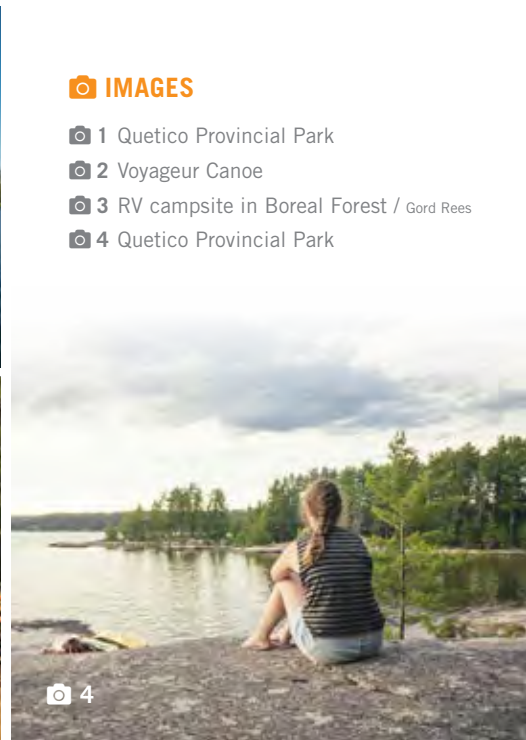 IMAGES
1 Quetico Provincial Park
2 Voyageur Canoe
3 RV campsite in Boreal Forest / Gord Rees
4 Quetico Provincial Park
4